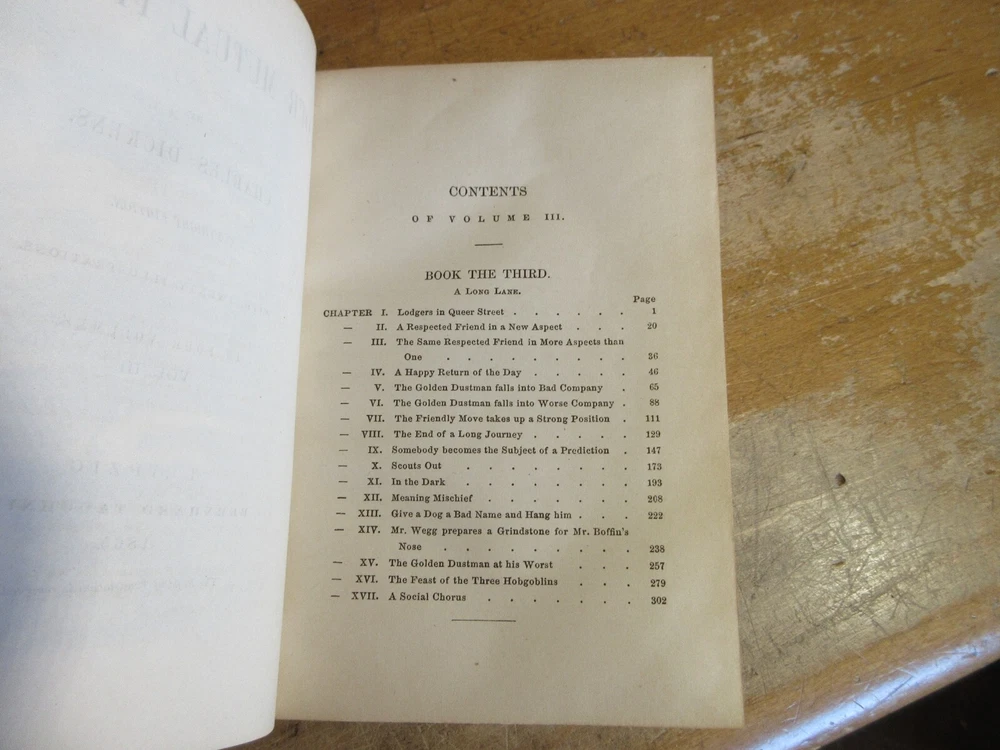 CONTENTS
OF VOLUME III.
BOOK THE THIRD.
A LONG LANE.
Page
CHAPTER I. Lodgers in Queer Street . . . . . . 1
— II. A Respected Friend in a New Aspect . . . 20
— III. The Same Respected Friend in More Aspects than
One . . . . . . . . . 36
— IV. A Happy Return of the Day . . . . . 46
— V. The Golden Dustman falls into Bad Company . 65
— VI. The Golden Dustman falls into Worse Company . 88
— VII. The Friendly Move takes up a Strong Position . 111
— VIII. The End of a Long Journey . . . . . 129
— IX. Somebody becomes the Subject of a Prediction . 147
— X. Scouts Out . . . . . . . . 173
— XI. In the Dark . . . . . . . . 193
— XII. Meaning Mischief . . . . . . . 208
— XIII. Give a Dog a Bad Name and Hang him . . . 222
— XIV. Mr. Wegg prepares a Grindstone for Mr. Boffin's
Nose . . . . . . . . . 238
— XV. The Golden Dustman at his Worst . . . 257
— XVI. The Feast of the Three Hobgoblins . . . 279
— XVII. A Social Chorus . . . . . . . 302